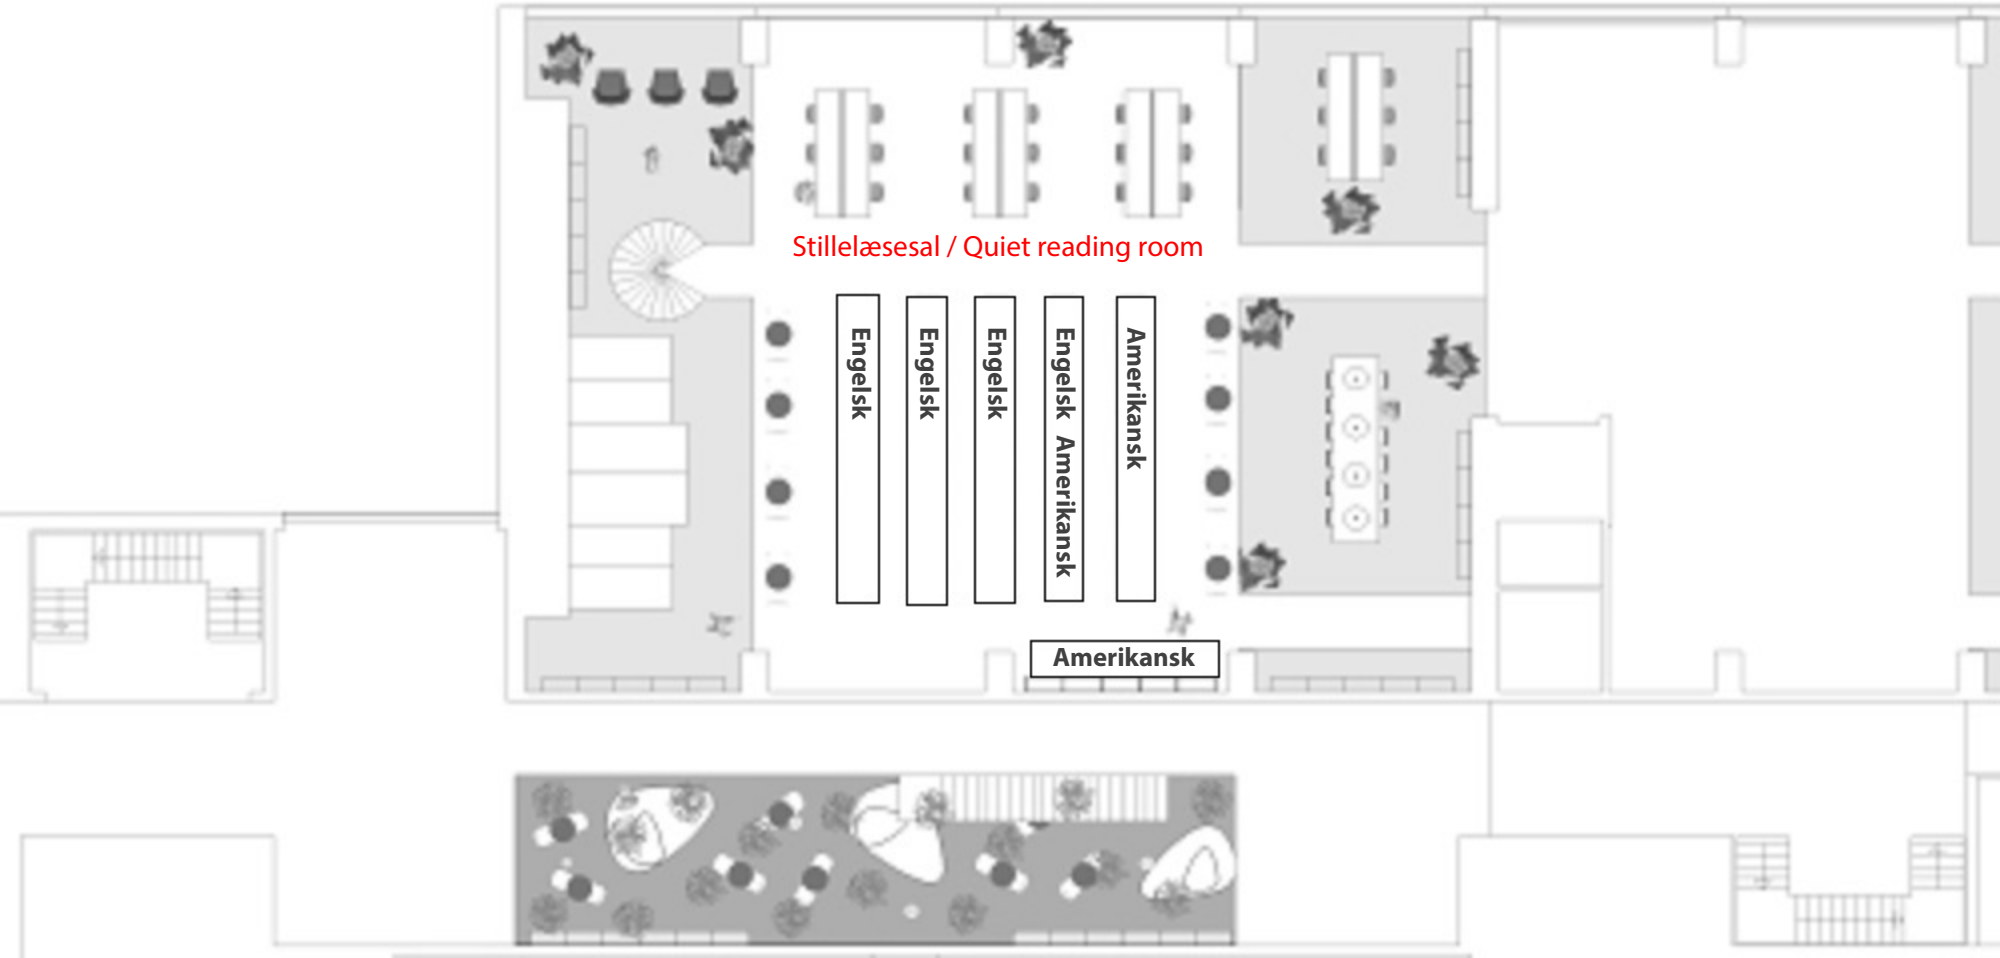 Stillelæsesal / Quiet reading room
Engelsk
Engelsk
Engelsk
Engelsk Amerikansk
Amerikansk
Amerikansk